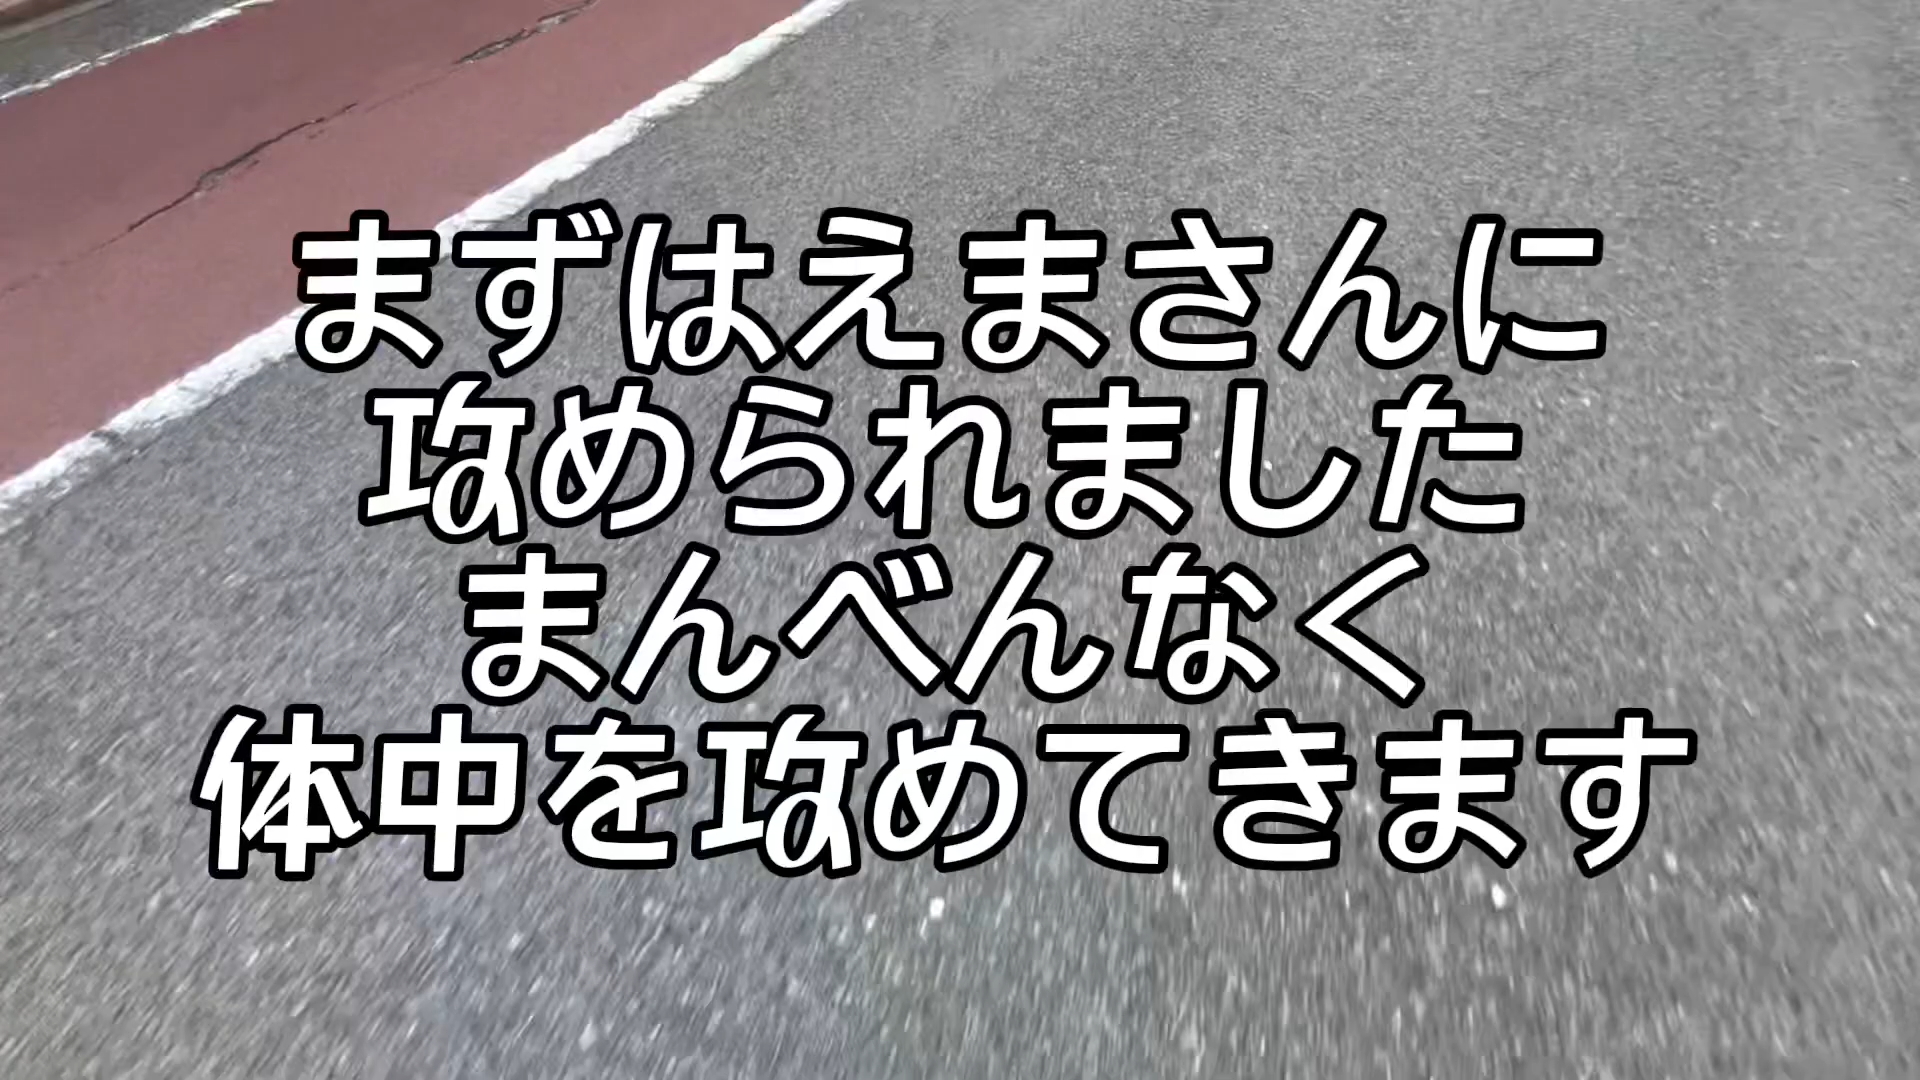 まずはえまさんに
攻められました
まんべんなく
体中を攻めてきます